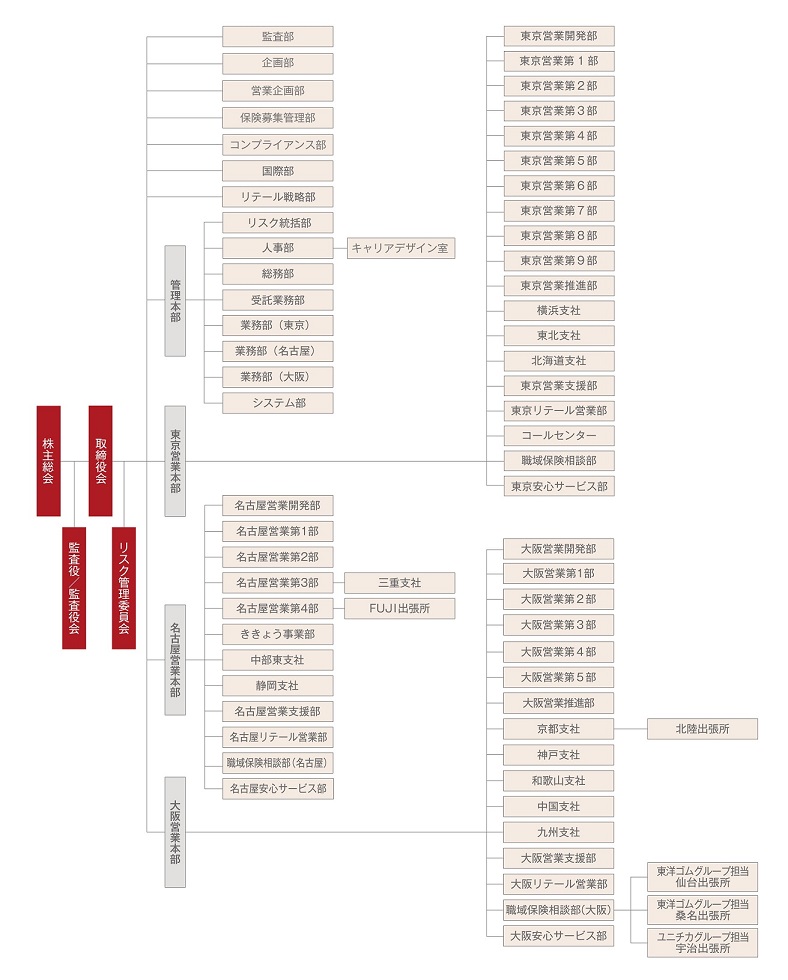 株主総会
監査役／監査役会
取締役会
リスク管理委員会
監査部
企画部
営業企画部
保険募集管理部
コンプライアンス部
国際部
リテール戦略部
管理本部
リスク統括部
人事部
キャリアデザイン室
総務部
受託業務部
業務部（東京）
業務部（名古屋）
業務部（大阪）
システム部
東京営業本部
東京営業開発部
東京営業第１部
東京営業第２部
東京営業第３部
東京営業第４部
東京営業第５部
東京営業第６部
東京営業第７部
東京営業第８部
東京営業第９部
東京営業推進部
横浜支社
東北支社
北海道支社
東京営業支援部
東京リテール営業部
コールセンター
職域保険相談部
東京安心サービス部
名古屋営業本部
名古屋営業開発部
名古屋営業第1部
名古屋営業第2部
名古屋営業第3部
三重支社
名古屋営業第4部
FUJI出張所
ききょう事業部
中部東支社
静岡支社
名古屋営業支援部
名古屋リテール営業部
職域保険相談部（名古屋）
名古屋安心サービス部
大阪営業本部
大阪営業開発部
大阪営業第1部
大阪営業第２部
大阪営業第３部
大阪営業第４部
大阪営業第５部
大阪営業推進部
京都支社
北陸出張所
神戸支社
和歌山支社
中国支社
九州支社
大阪営業支援部
大阪リテール営業部
職域保険相談部（大阪）
東洋ゴムグループ担当
仙台出張所
東洋ゴムグループ担当
桑名出張所
ユニチカグループ担当
宇治出張所
大阪安心サービス部